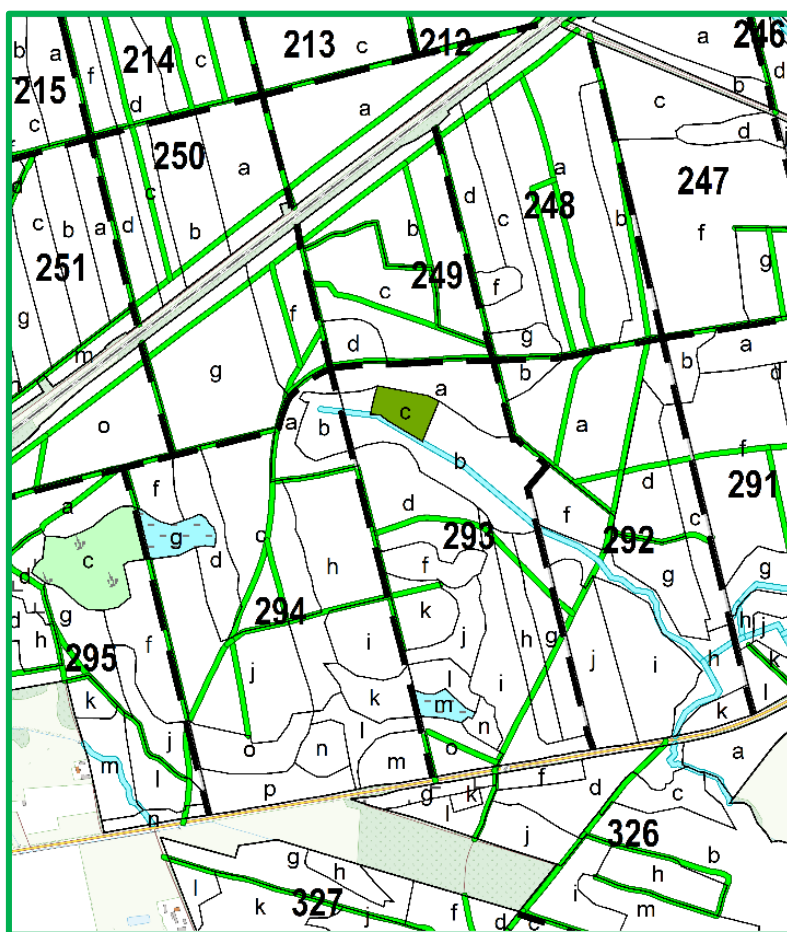 213 c 212 a 246
b a f 214 c
215 d b d
c a c d
f 250
d a a 247
c c d c 248 b
c b a d b
251 b b f
249 f g
g c
f
m d g b a
n g b d
o a c a
a b b f
f d d 291
a c f 292 c
g c
c d 293 g g
d h f h j
g 294 k h k
d h f i j h g j i l
295 j l k
k k m i a
j o n l n
m l m o
p g k f d c
n l
j 326
g b
h h
l i
k 327 j f m
d c